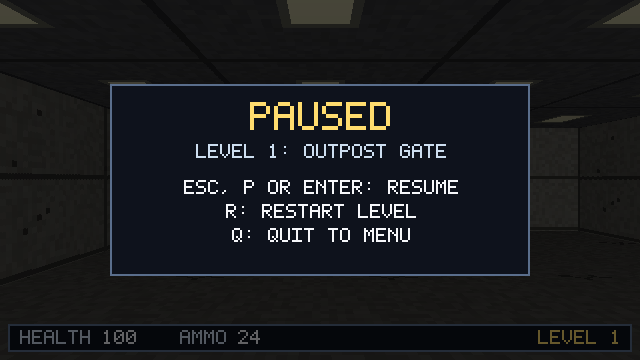 PAUSED
LEVEL 1: OUTPOST GATE
ESC, P OR ENTER: RESUME
R: RESTART LEVEL
Q: QUIT TO MENU
HEALTH 100 AMMO 24 LEVEL 1